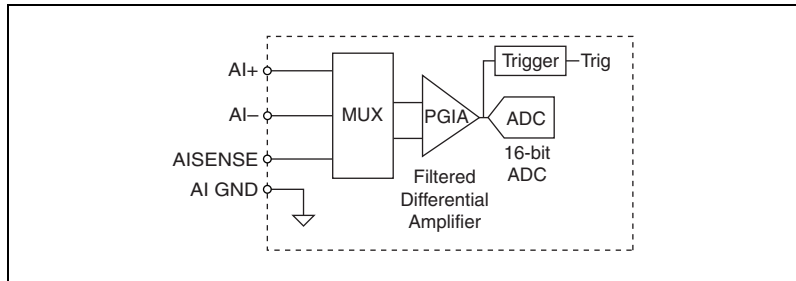 AI+
AI–
AISENSE
AI GND
MUX
PGIA
Filtered
Differential
Amplifier
Trigger
Trig
ADC
16-bit
ADC